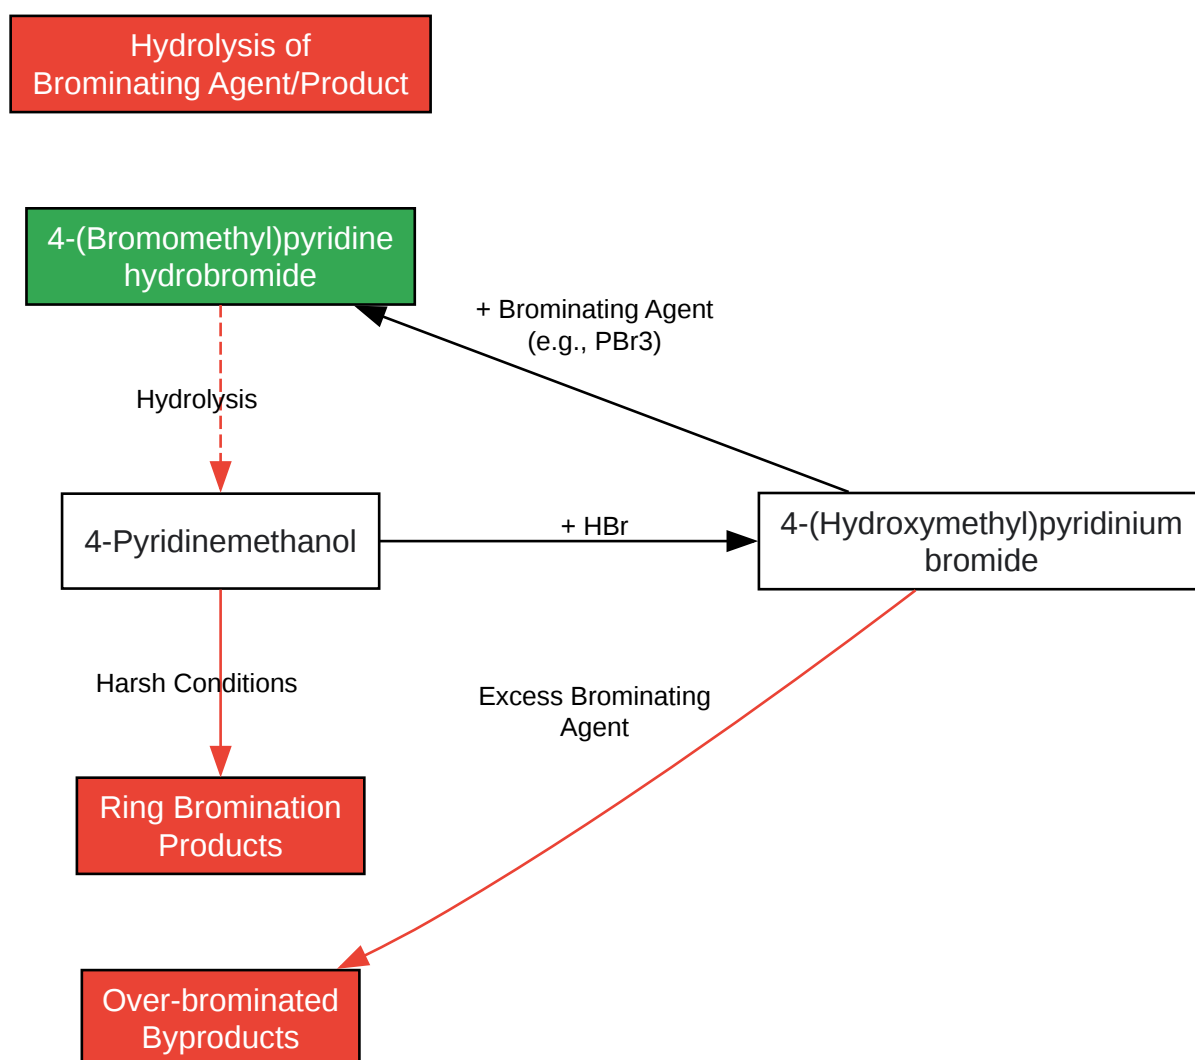 Hydrolysis of
Brominating Agent/Product
4-(Bromomethyl)pyridine
hydrobromide
+ Brominating Agent
(e.g., PBr3)
Hydrolysis
4-Pyridinemethanol
+ HBr
4-(Hydroxymethyl)pyridinium
bromide
Harsh Conditions
Excess Brominating
Agent
Ring Bromination
Products
Over-brominated
Byproducts